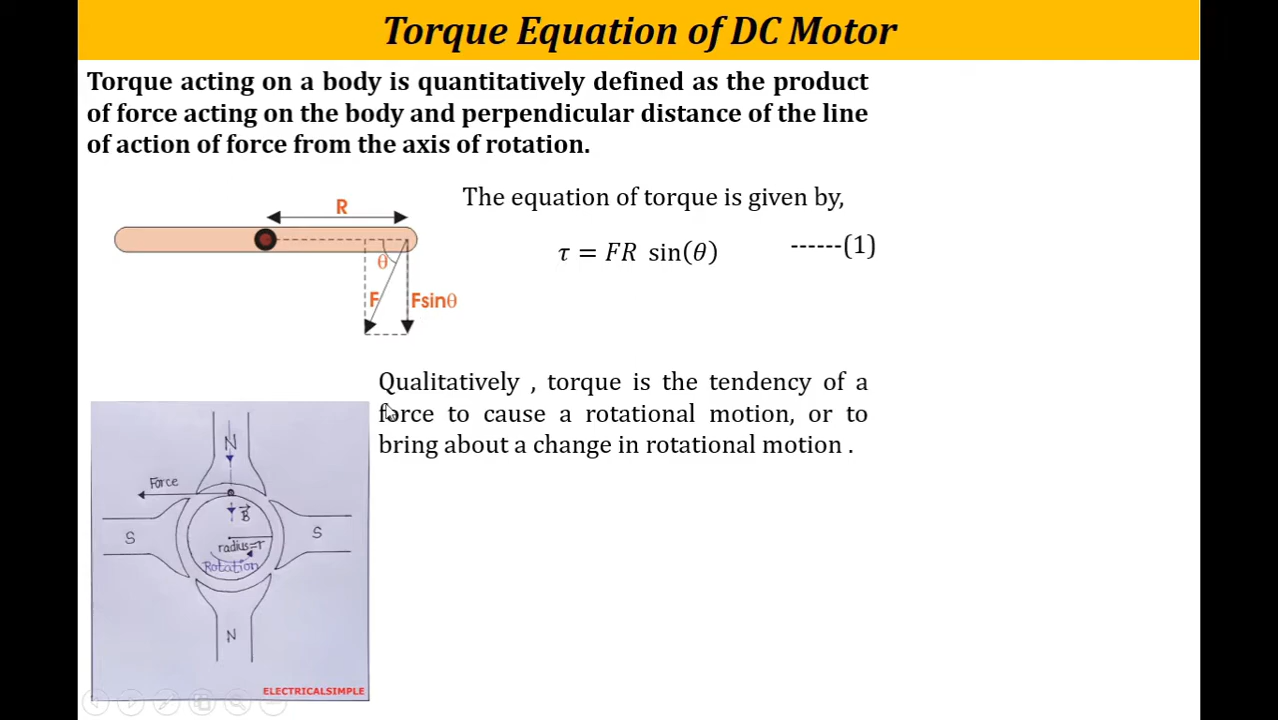 Torque Equation of DC Motor
Torque acting on a body is quantitatively defined as the product
of force acting on the body and perpendicular distance of the line
of action of force from the axis of rotation.
R
θ
F
Fsinθ
The equation of torque is given by,
τ = FR sin(θ) ------(1)
Qualitatively , torque is the tendency of a
force to cause a rotational motion, or to
bring about a change in rotational motion .
N
Force
B⃗
S
S
radius=r
Rotation
N
ELECTRICALSIMPLE